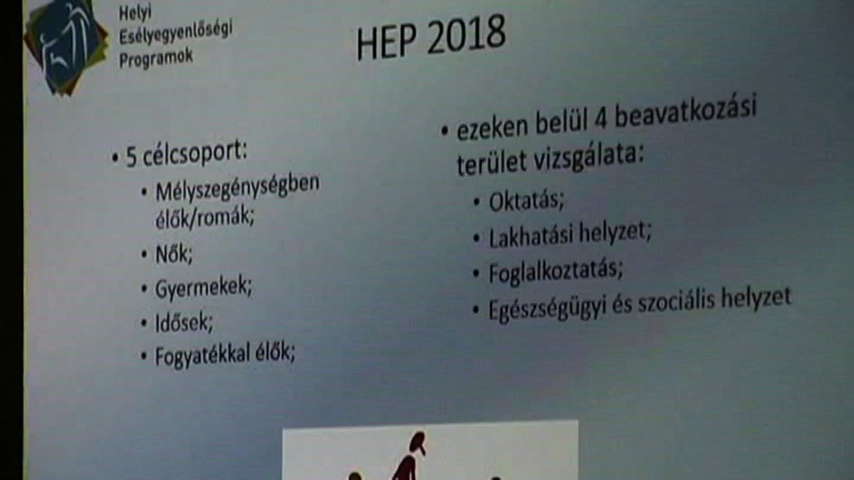 Helyi
Esélyegyenlőségi
Programok
HEP 2018
• 5 célcsoport:
• Mélyszegénységben
élők/romák;
• Nők;
• Gyermekek;
• Idősek;
• Fogyatékkal élők;
• ezeken belül 4 beavatkozási
terület vizsgálata:
• Oktatás;
• Lakhatási helyzet;
• Foglalkoztatás;
• Egészségügyi és szociális helyzet